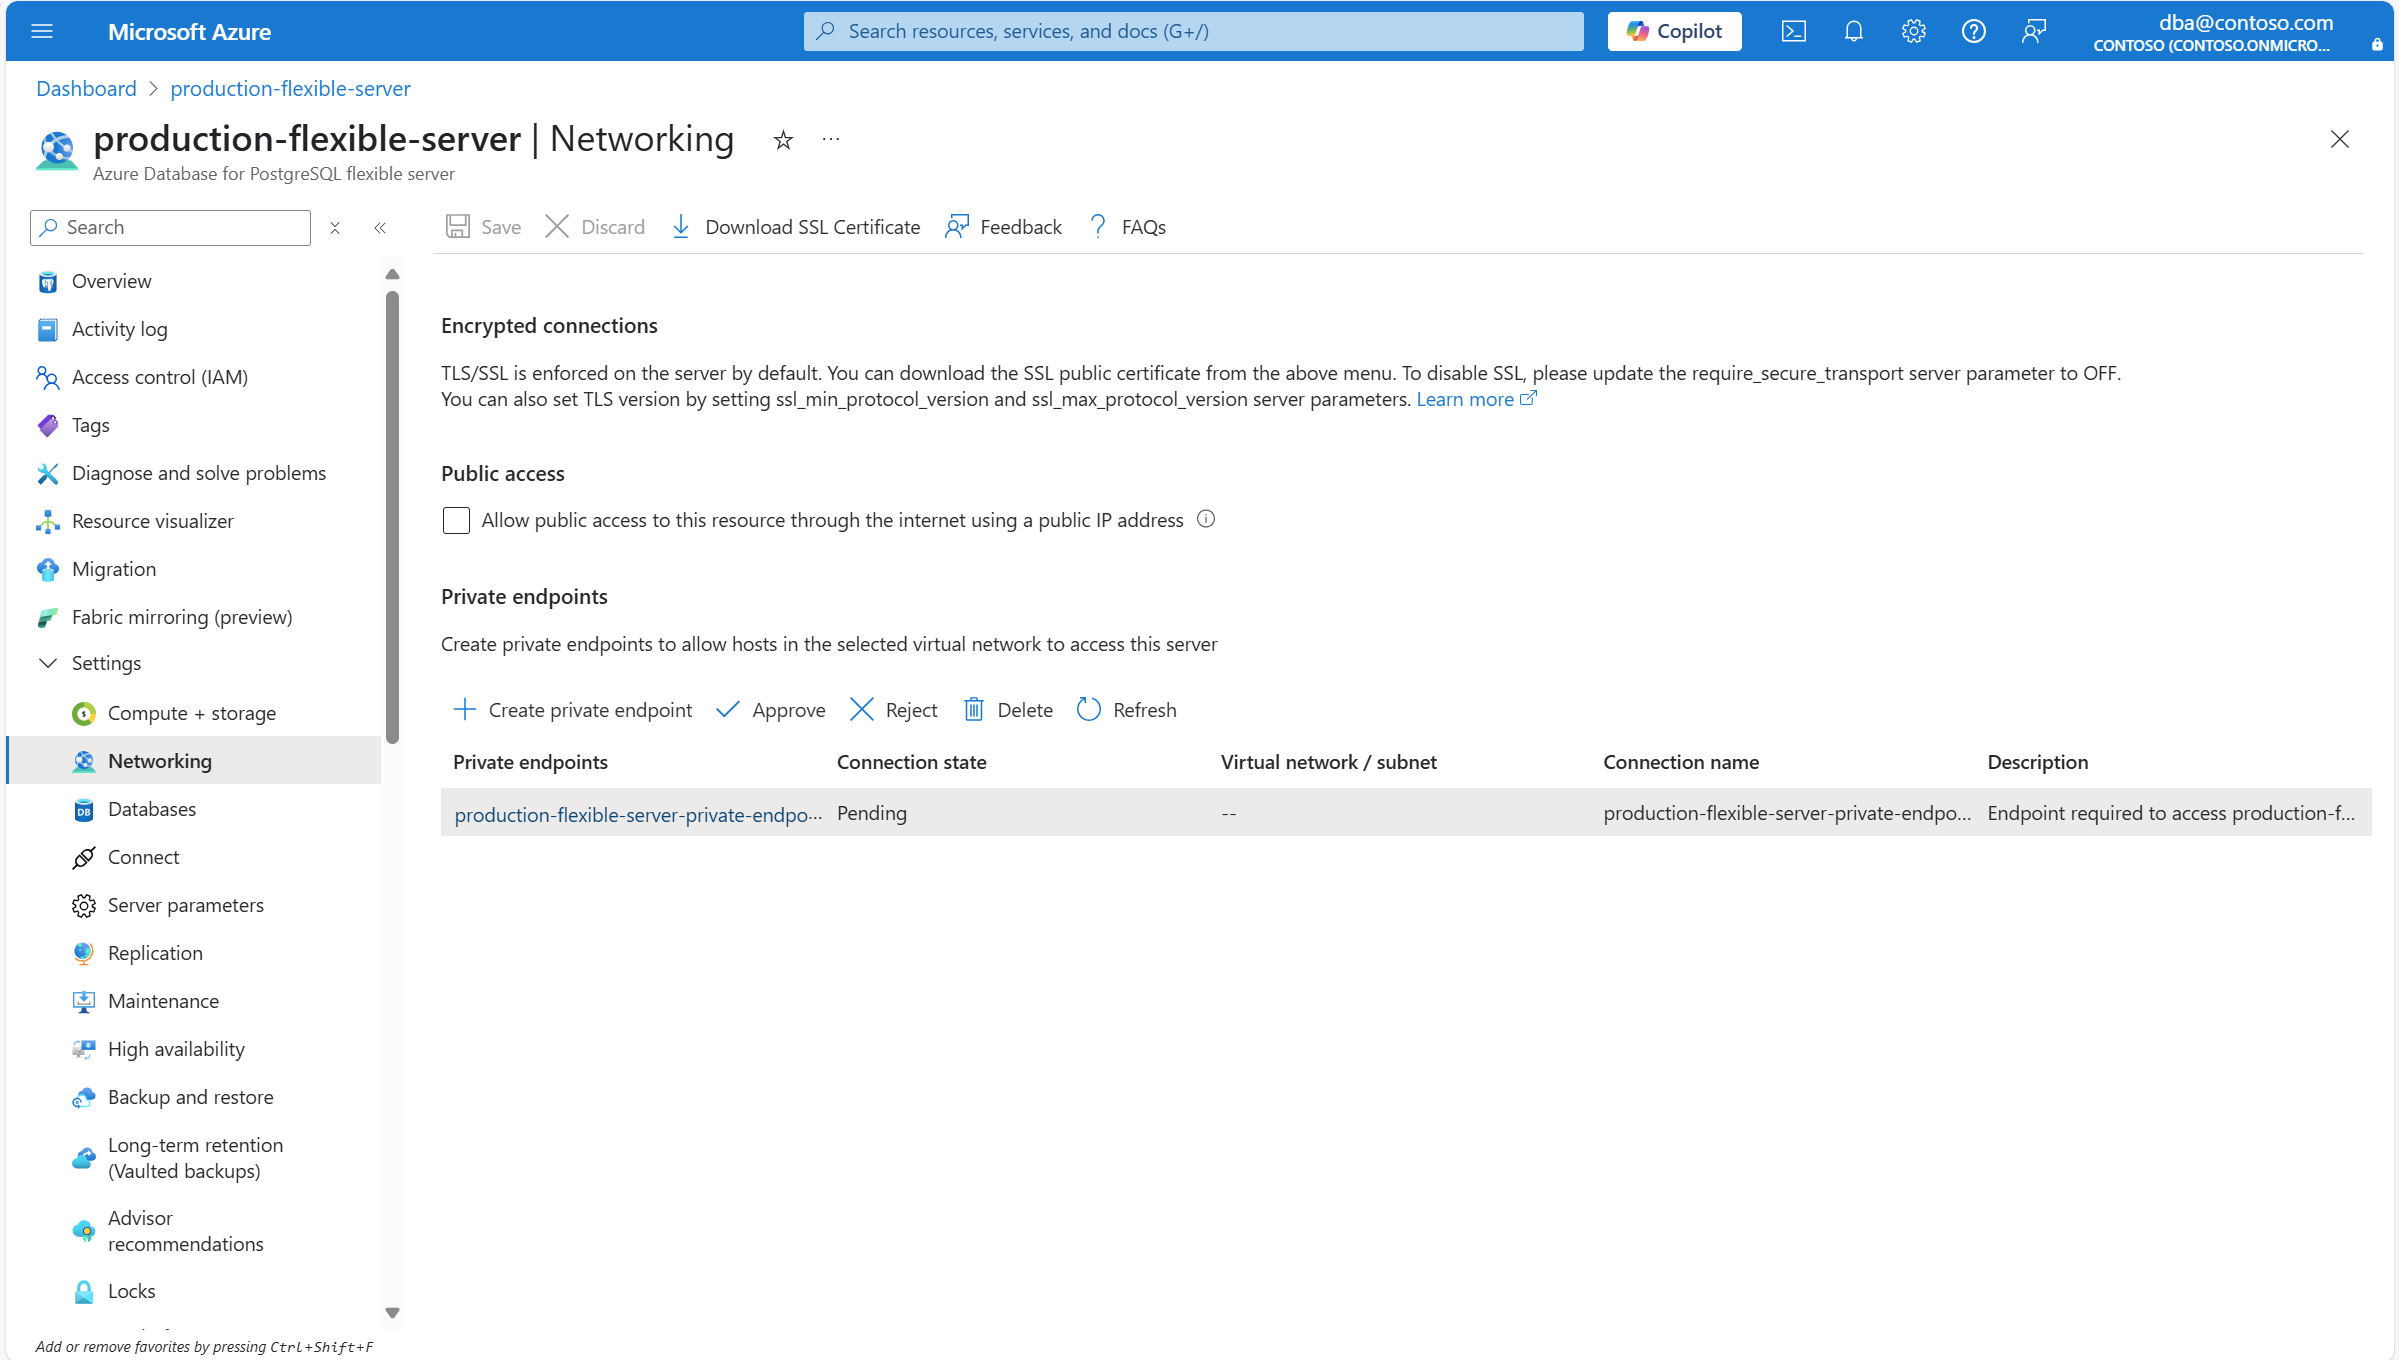 Microsoft Azure
Search resources, services, and docs (G+/)
Copilot
dba@contoso.com
CONTOSO (CONTOSO.ONMICRO...
Dashboard > production-flexible-server
production-flexible-server | Networking
Azure Database for PostgreSQL flexible server
Search
Save
Discard
Download SSL Certificate
Feedback
FAQs
Overview
Activity log
Access control (IAM)
Tags
Diagnose and solve problems
Resource visualizer
Migration
Fabric mirroring (preview)
Settings
Compute + storage
Networking
Databases
Connect
Server parameters
Replication
Maintenance
High availability
Backup and restore
Long-term retention
(Vaulted backups)
Advisor
recommendations
Locks
Add or remove favorites by pressing Ctrl+Shift+F
Encrypted connections
TLS/SSL is enforced on the server by default. You can download the SSL public certificate from the above menu. To disable SSL, please update the require_secure_transport server parameter to OFF.
You can also set TLS version by setting ssl_min_protocol_version and ssl_max_protocol_version server parameters. Learn more
Public access
Allow public access to this resource through the internet using a public IP address
Private endpoints
Create private endpoints to allow hosts in the selected virtual network to access this server
Create private endpoint
Approve
Reject
Delete
Refresh
Private endpoints Connection state Virtual network / subnet Connection name Description
production-flexible-server-private-endpo... Pending -- production-flexible-server-private-endpo... Endpoint required to access production-f...